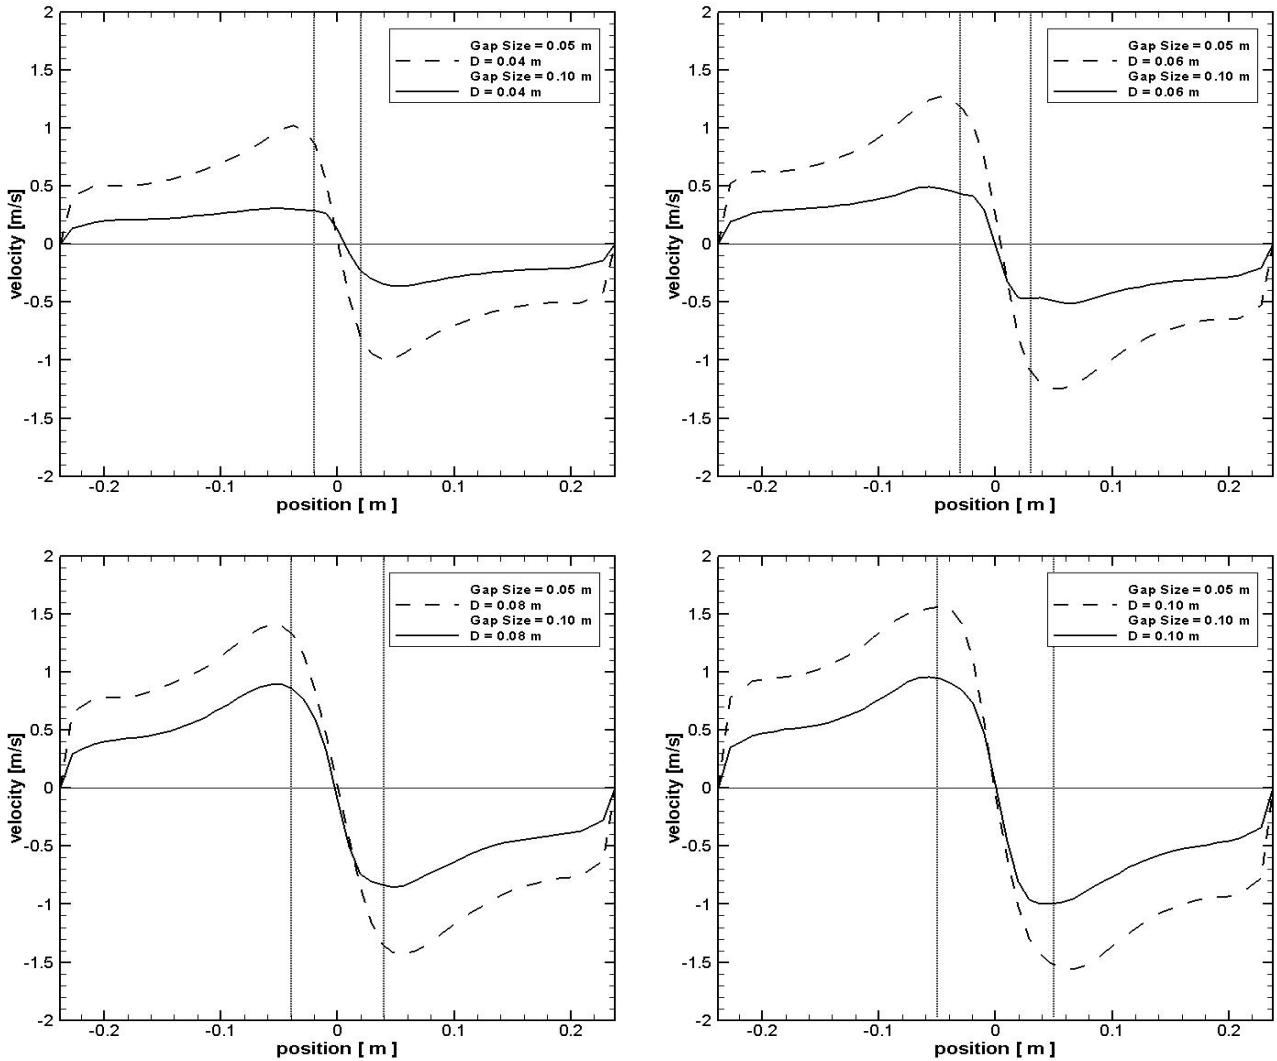 2
1.5
1
0.5
0
-0.5
-1
-1.5
-2
velocity [m/s]
Gap Size = 0.05 m
D = 0.04 m
Gap Size = 0.10 m
D = 0.04 m
-0.2 -0.1 0 0.1 0.2
position [ m ]
2
1.5
1
0.5
0
-0.5
-1
-1.5
-2
velocity [m/s]
Gap Size = 0.05 m
D = 0.06 m
Gap Size = 0.10 m
D = 0.06 m
-0.2 -0.1 0 0.1 0.2
position [ m ]
2
1.5
1
0.5
0
-0.5
-1
-1.5
-2
velocity [m/s]
Gap Size = 0.05 m
D = 0.08 m
Gap Size = 0.10 m
D = 0.08 m
-0.2 -0.1 0 0.1 0.2
position [ m ]
2
1.5
1
0.5
0
-0.5
-1
-1.5
-2
velocity [m/s]
Gap Size = 0.05 m
D = 0.10 m
Gap Size = 0.10 m
D = 0.10 m
-0.2 -0.1 0 0.1 0.2
position [ m ]